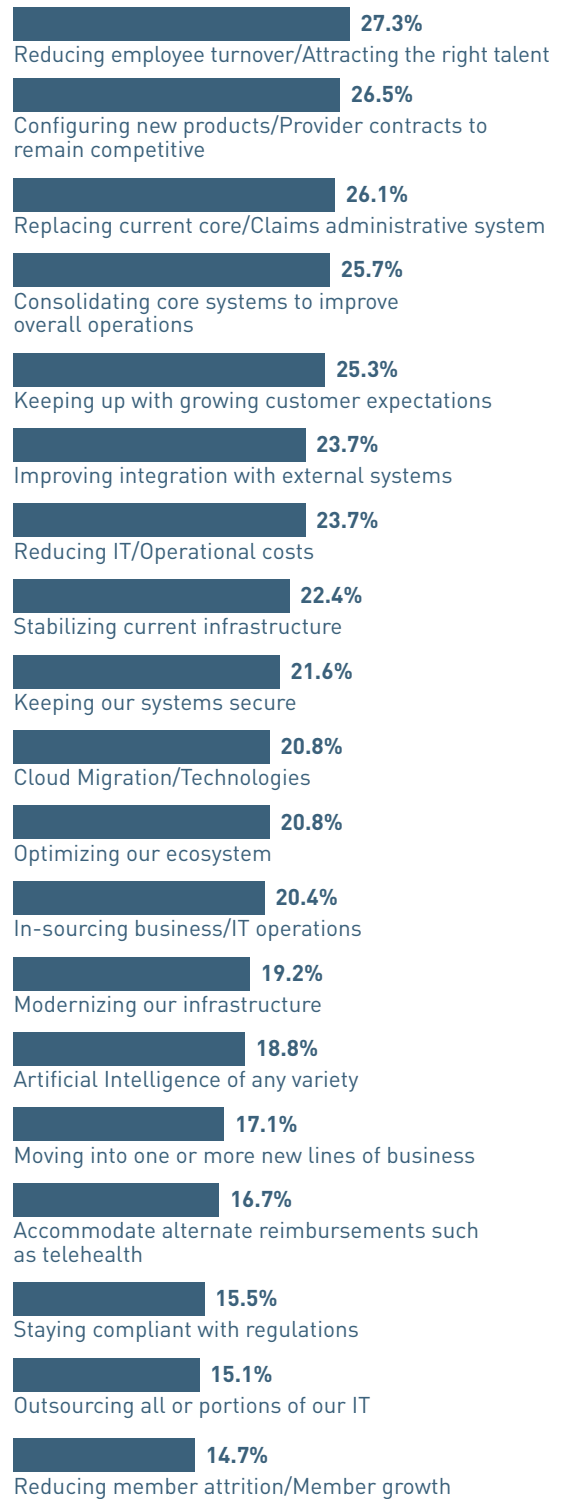 27.3%
Reducing employee turnover/Attracting the right talent
26.5%
Configuring new products/Provider contracts to
remain competitive
26.1%
Replacing current core/Claims administrative system
25.7%
Consolidating core systems to improve
overall operations
25.3%
Keeping up with growing customer expectations
23.7%
Improving integration with external systems
23.7%
Reducing IT/Operational costs
22.4%
Stabilizing current infrastructure
21.6%
Keeping our systems secure
20.8%
Cloud Migration/Technologies
20.8%
Optimizing our ecosystem
20.4%
In-sourcing business/IT operations
19.2%
Modernizing our infrastructure
18.8%
Artificial Intelligence of any variety
17.1%
Moving into one or more new lines of business
16.7%
Accommodate alternate reimbursements such
as telehealth
15.5%
Staying compliant with regulations
15.1%
Outsourcing all or portions of our IT
14.7%
Reducing member attrition/Member growth